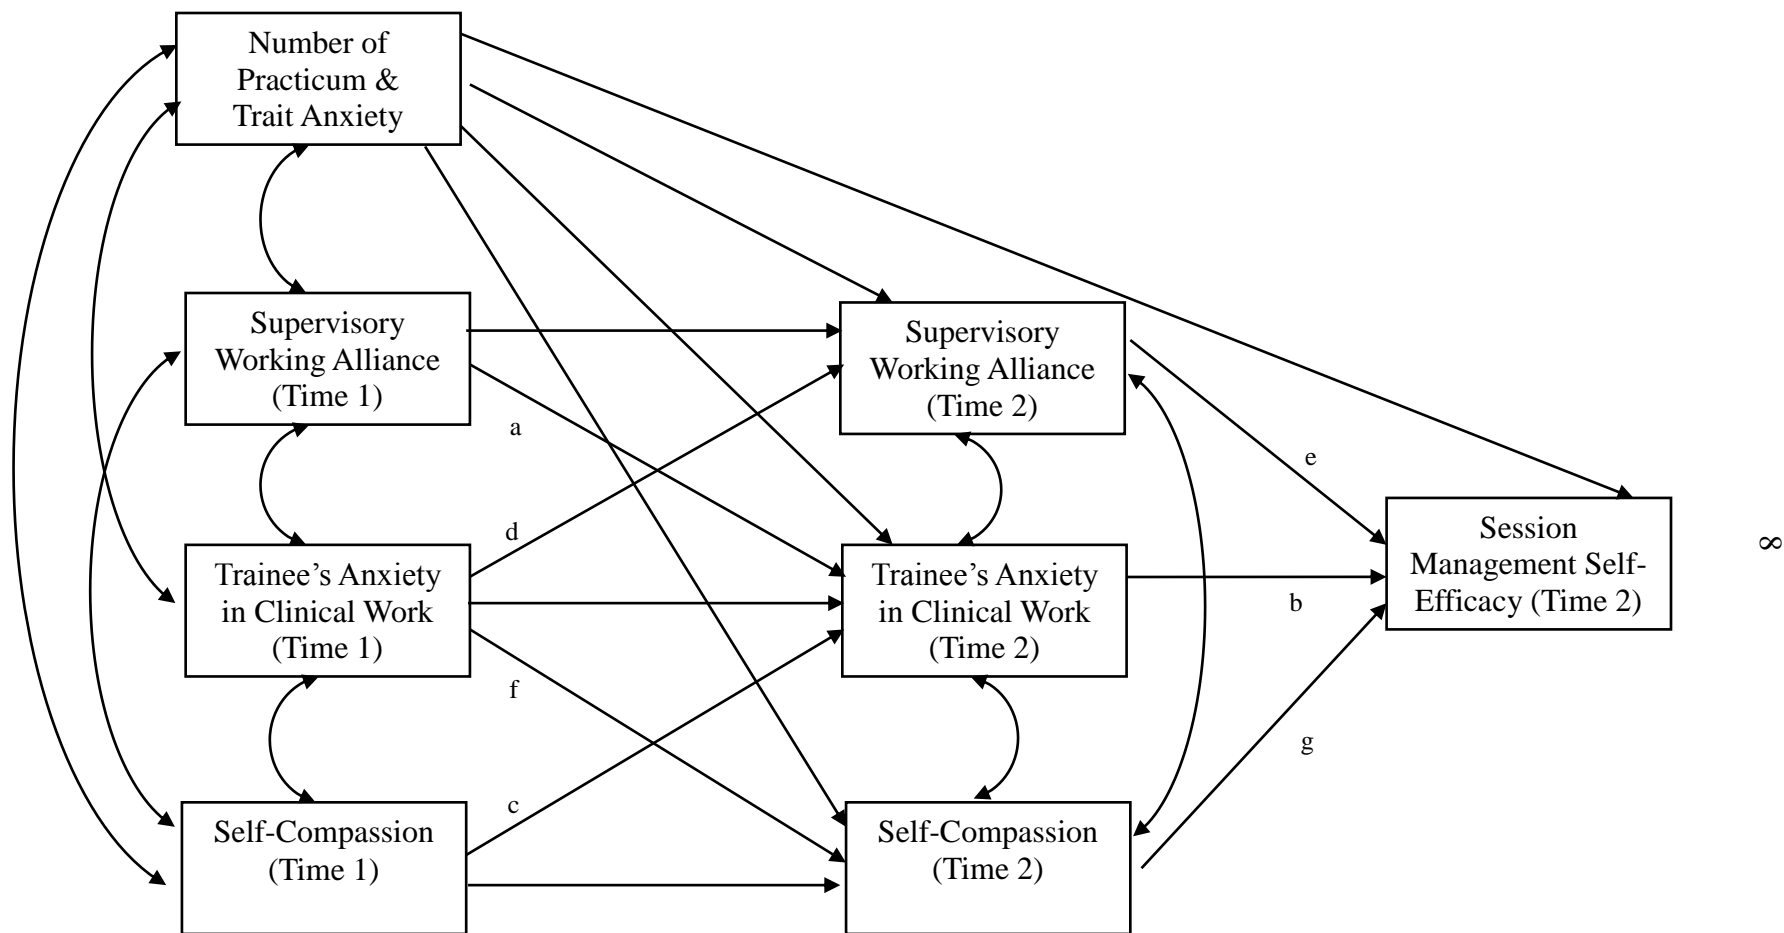 Number of
Practicum &
Trait Anxiety
Supervisory
Working Alliance
(Time 1)
Supervisory
Working Alliance
(Time 2)
a
e
d
Session
Management Self-
Efficacy (Time 2)
∞
Trainee’s Anxiety
in Clinical Work
(Time 1)
Trainee’s Anxiety
in Clinical Work
(Time 2)
b
f
g
c
Self-Compassion
(Time 1)
Self-Compassion
(Time 2)